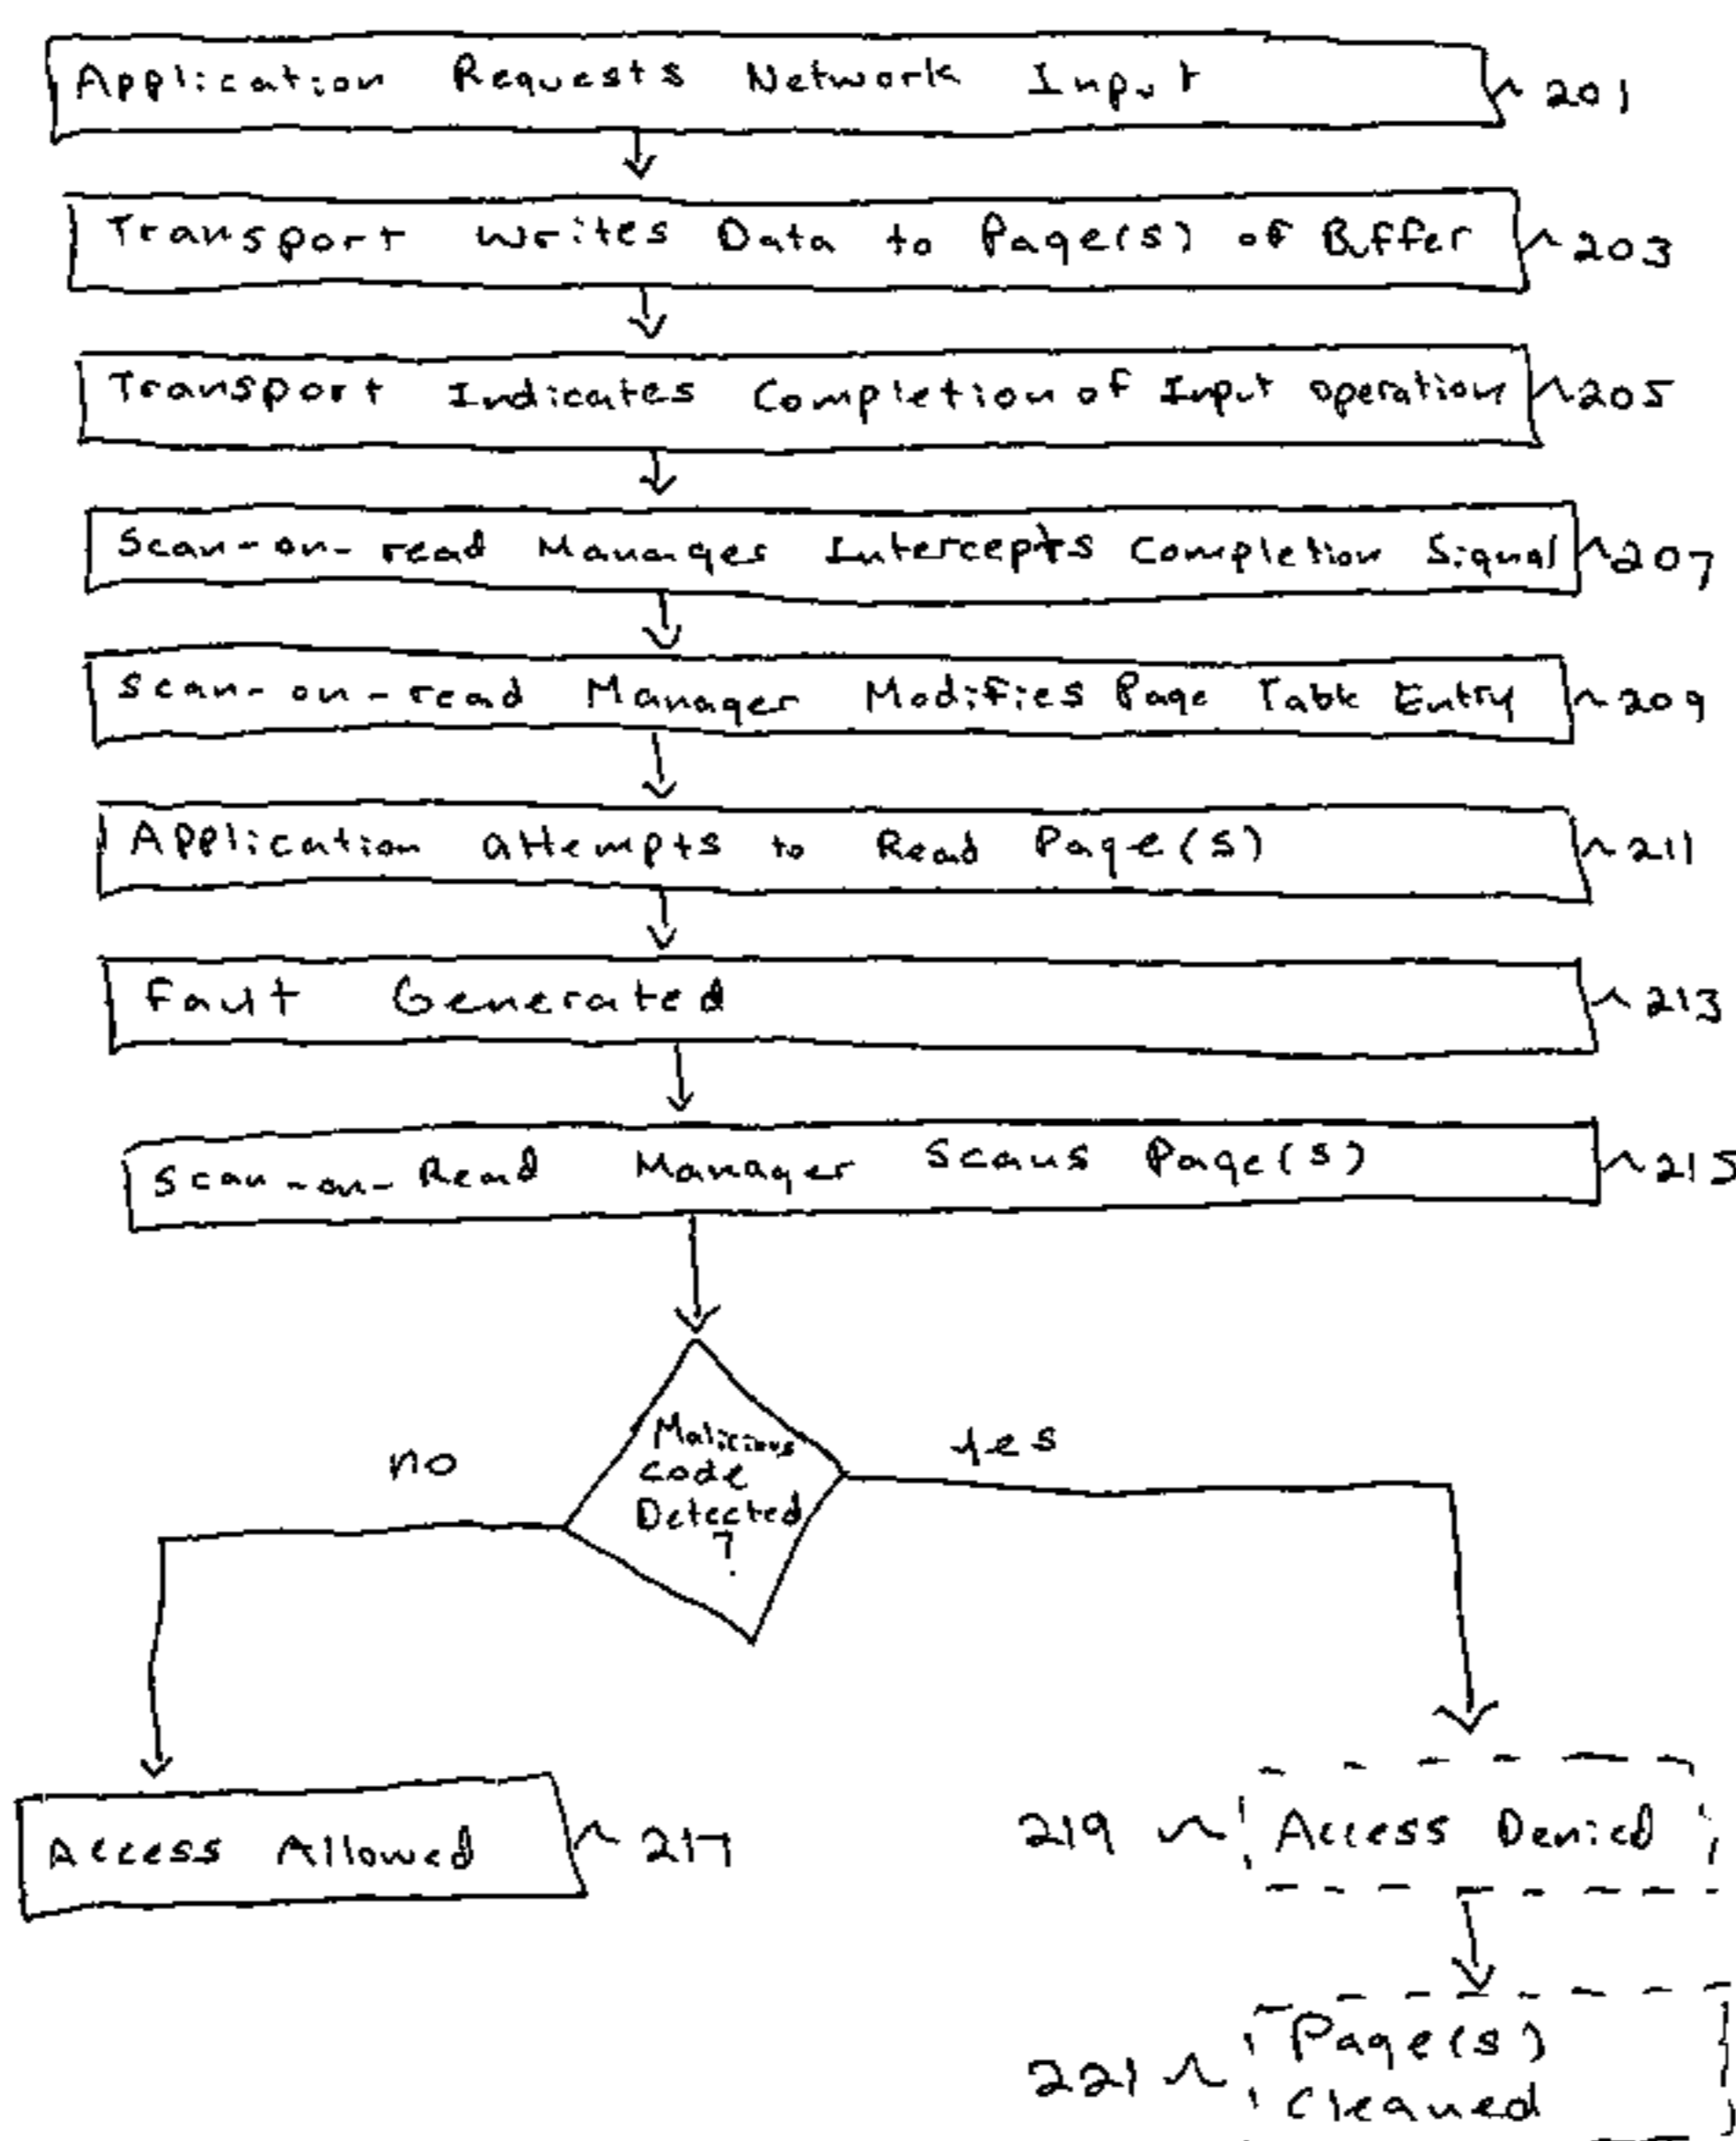 Application Requests Network Input 201
Transport writes Data to Page(s) of Buffer 203
Transport Indicates Completion of Input operation 205
Scan-on-read Manager Intercepts Completion Signal 207
Scan-on-read Manager Modifies Page Table Entry 209
Application attempts to Read Page(s) 211
Fault Generated 213
Scan-on-Read Manager Scans Page(s) 215
Malicious
Code
Detected
?
no
yes
Access Allowed 217
219 Access Denied
221 Page(s)
Cleaned